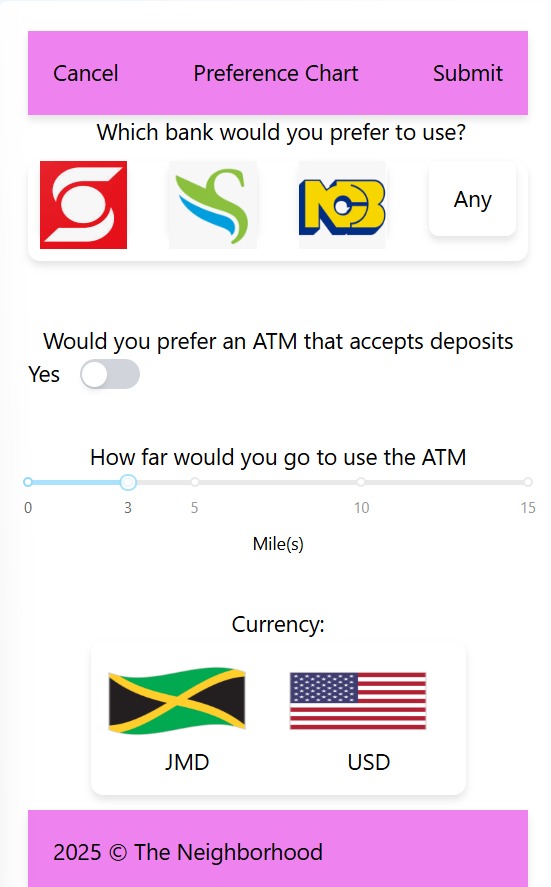 Cancel Preference Chart Submit
Which bank would you prefer to use?
S NCB Any
Would you prefer an ATM that accepts deposits
Yes
How far would you go to use the ATM
0 3 5 10 15
Mile(s)
Currency:
JMD USD
2025 © The Neighborhood